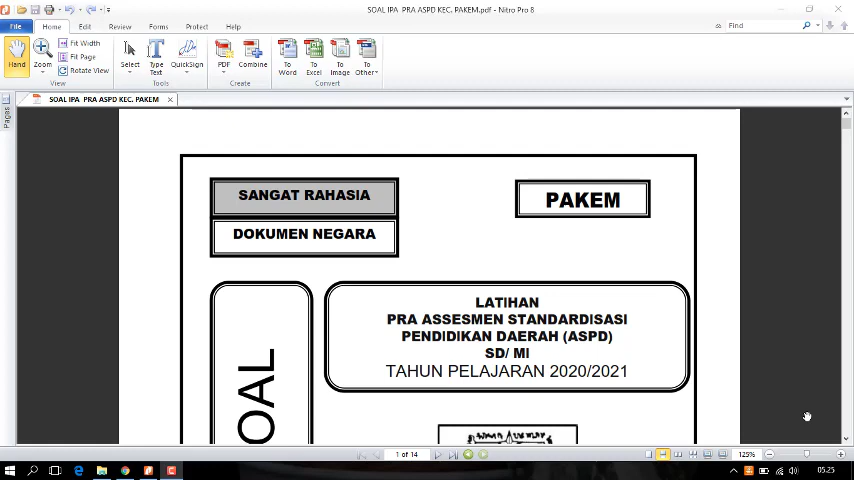 SOAL IPA PRA ASPD KEC. PAKEM.pdf - Nitro Pro 8
File Home Edit Review Forms Protect Help
Find
Hand
Zoom
Fit Width
Fit Page
Rotate View
View
Select
Type Text
QuickSign
Tools
PDF
Combine
Create
To Word
To Excel
To Image
To Other
Convert
SOAL IPA PRA ASPD KEC. PAKEM
Pages
SANGAT RAHASIA
DOKUMEN NEGARA
PAKEM
LATIHAN
PRA ASSESMEN STANDARDISASI
PENDIDIKAN DAERAH (ASPD)
SD/ MI
TAHUN PELAJARAN 2020/2021
OAL
1 of 14
125%
05.25